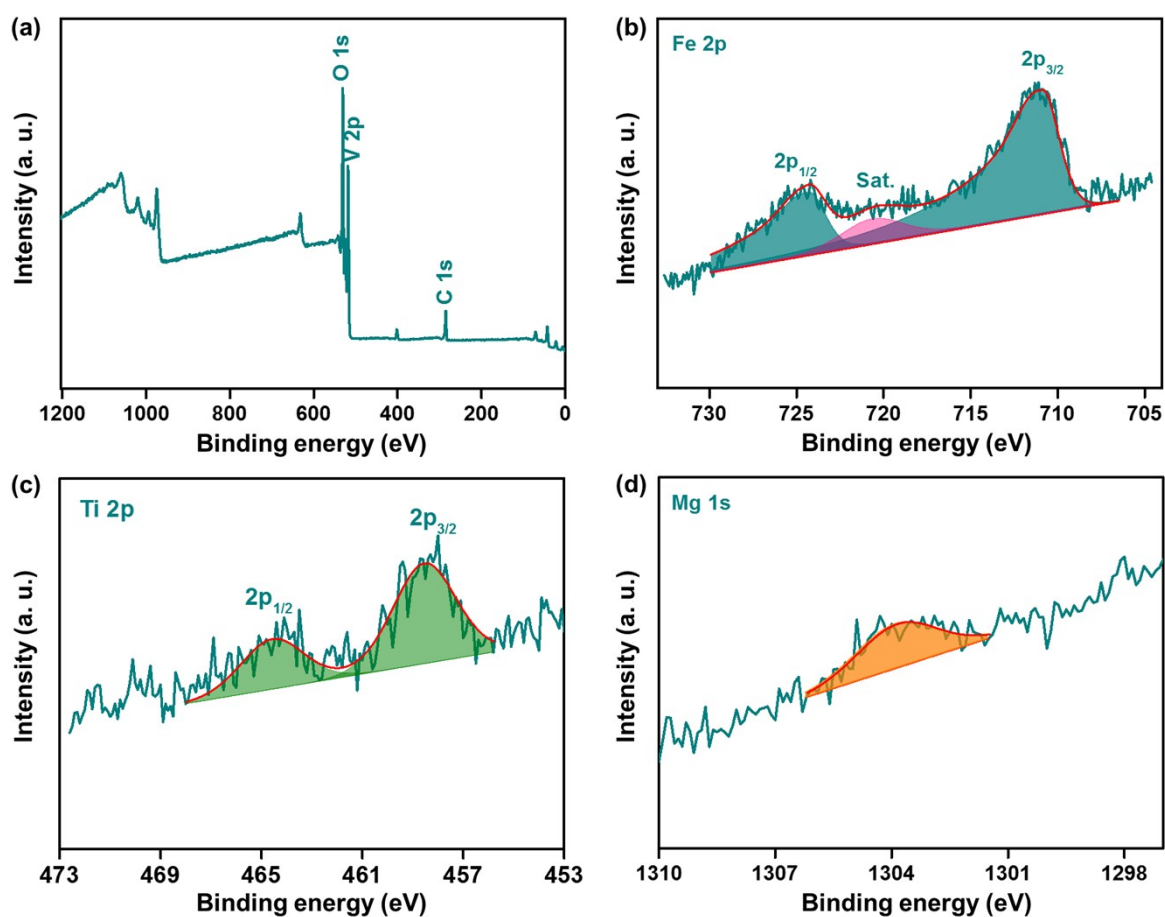 (a)
O 1s
V 2p
C 1s
Intensity (a. u.)
1200 1000 800 600 400 200 0
Binding energy (eV)
(b)
Fe 2p
2p3/2
2p1/2
Sat.
Intensity (a. u.)
730 725 720 715 710 705
Binding energy (eV)
(c)
Ti 2p
2p3/2
2p1/2
Intensity (a. u.)
473 469 465 461 457 453
Binding energy (eV)
(d)
Mg 1s
Intensity (a. u.)
1310 1307 1304 1301 1298
Binding energy (eV)